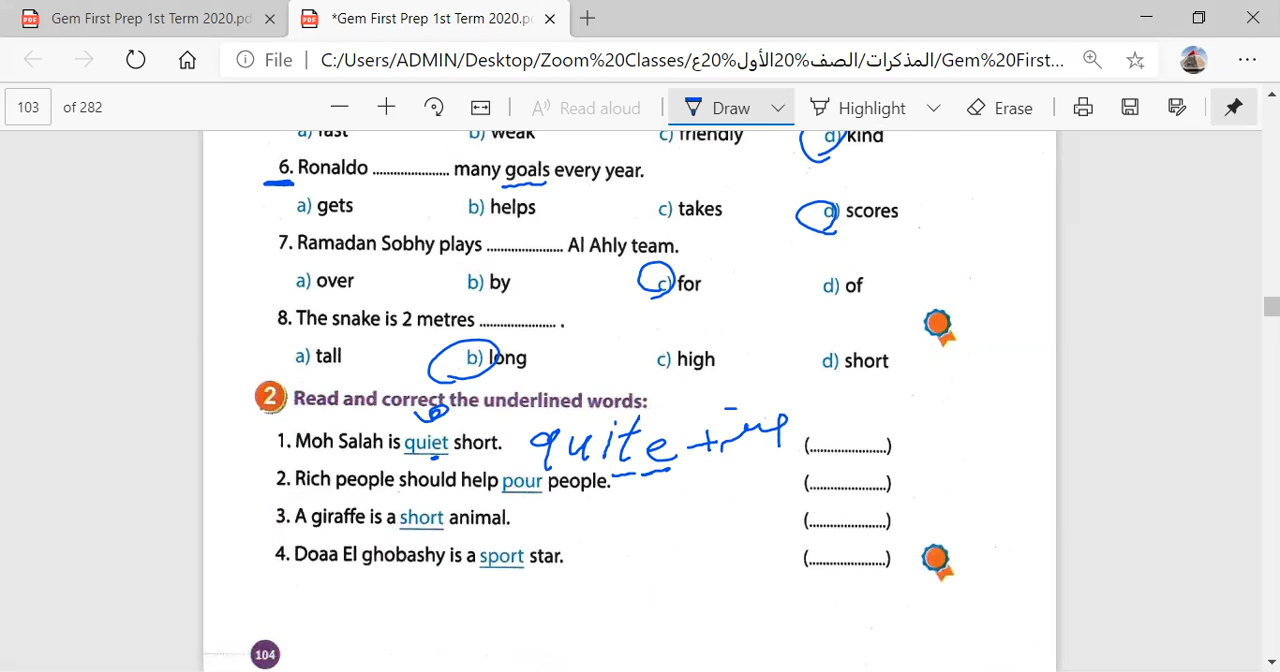 Gem First Prep 1st Term 2020.pd
*Gem First Prep 1st Term 2020.pc
File C:/Users/ADMIN/Desktop/Zoom%20Classes/المذكرات/الصف%20الأول%20ع/Gem%20First...
103 of 282 Read aloud Draw Highlight Erase
a) fast b) weak c) friendly d) kind
6. Ronaldo .................... many goals every year.
a) gets b) helps c) takes d) scores
7. Ramadan Sobhy plays .................... Al Ahly team.
a) over b) by c) for d) of
8. The snake is 2 metres .................... .
a) tall b) long c) high d) short
2 Read and correct the underlined words:
1. Moh Salah is quiet short. quite (....................)
2. Rich people should help pour people. (....................)
3. A giraffe is a short animal. (....................)
4. Doaa El ghobashy is a sport star. (....................)
104